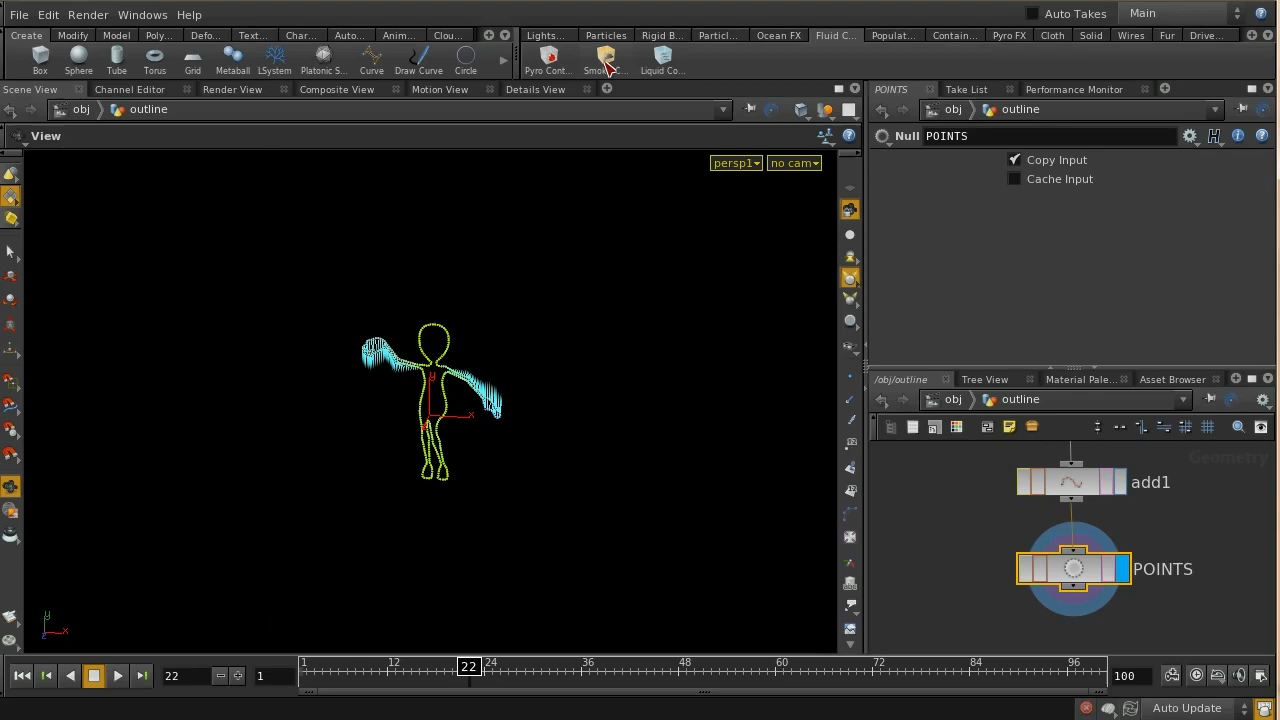 File Edit Render Windows Help Auto Takes Main
Create Modify Model Poly... Defo... Text... Char... Auto... Anim... Clou... Lights... Particles Rigid B... Particl... Ocean FX Fluid C... Populat... Contain... Pyro FX Cloth Solid Wires Fur Drive...
Box Sphere Tube Torus Grid Metaball LSystem Platonic S... Curve Draw Curve Circle Pyro Cont... Liquid Co...
Scene View Channel Editor Render View Composite View Motion View Details View POINTS Take List Performance Monitor
obj outline obj outline
View Null POINTS
persp1 no cam Copy Input
Cache Input
/obj/outline Tree View Material Pale... Asset Browser
obj outline
Geometry
add1
POINTS
y
x
y
x
z
22 1 1 12 22 24 36 48 60 72 84 96 100
Auto Update